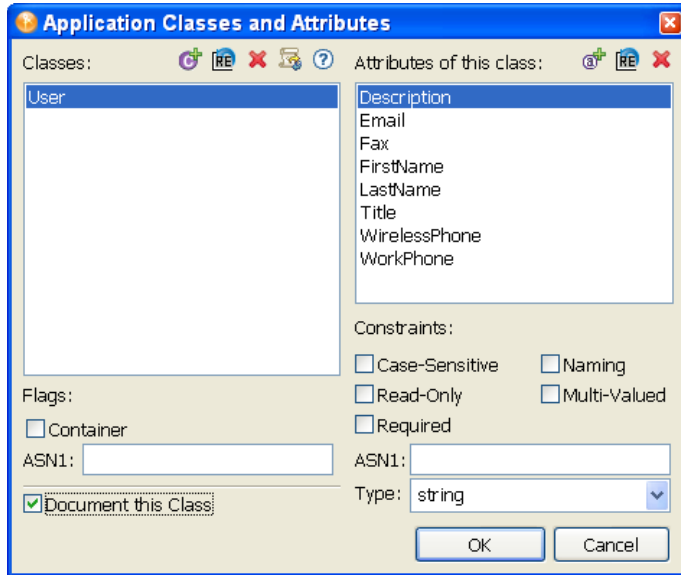 Application Classes and Attributes
Classes:
RE
User
Flags:
Container
ASN1:
Document this Class
Attributes of this class:
RE
Description
Email
Fax
FirstName
LastName
Title
WirelessPhone
WorkPhone
Constraints:
Case-Sensitive
Naming
Read-Only
Multi-Valued
Required
ASN1:
Type: string
OK
Cancel